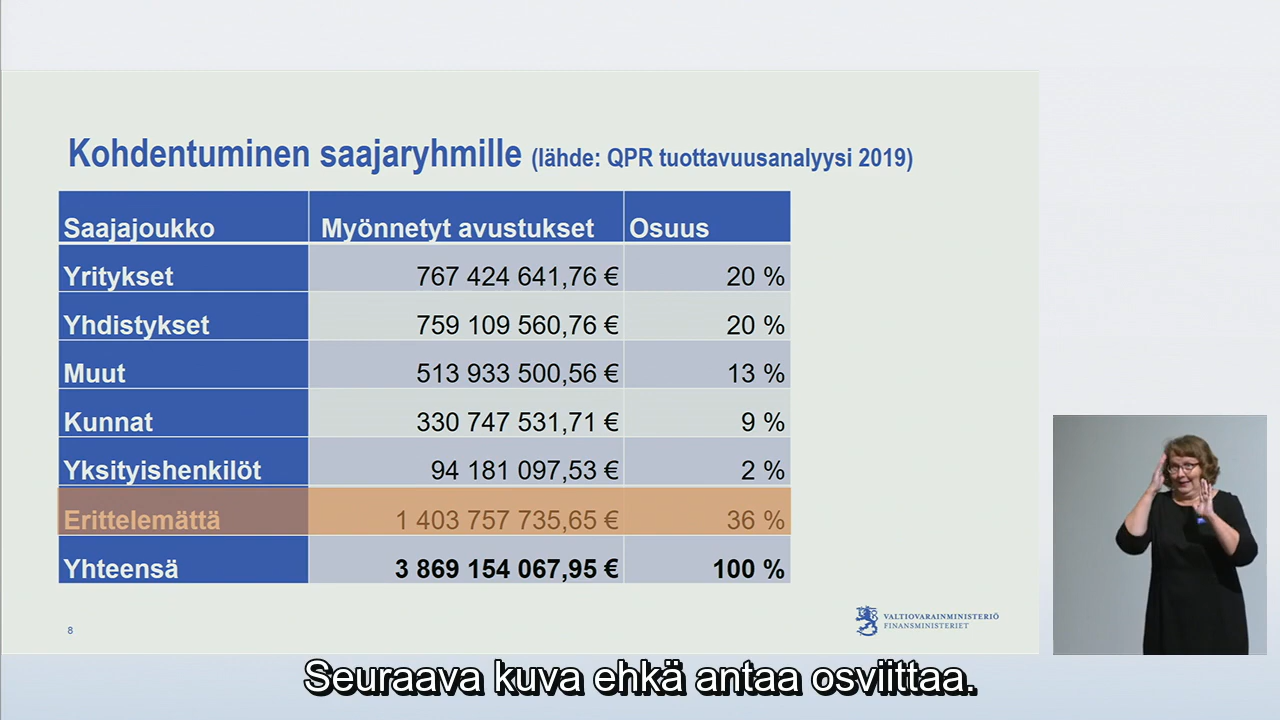 Kohdentuminen saajaryhmille (lähde: QPR tuottavuusanalyysi 2019)
Saajajoukko Myönnetyt avustukset Osuus
Yritykset 767 424 641,76 € 20 %
Yhdistykset 759 109 560,76 € 20 %
Muut 513 933 500,56 € 13 %
Kunnat 330 747 531,71 € 9 %
Yksityishenkilöt 94 181 097,53 € 2 %
Erittelemättä 1 403 757 735,65 € 36 %
Yhteensä 3 869 154 067,95 € 100 %
8
VALTIOVARAINMINISTERIÖ
FINANSMINISTERIET
Seuraava kuva ehkä antaa osviittaa.